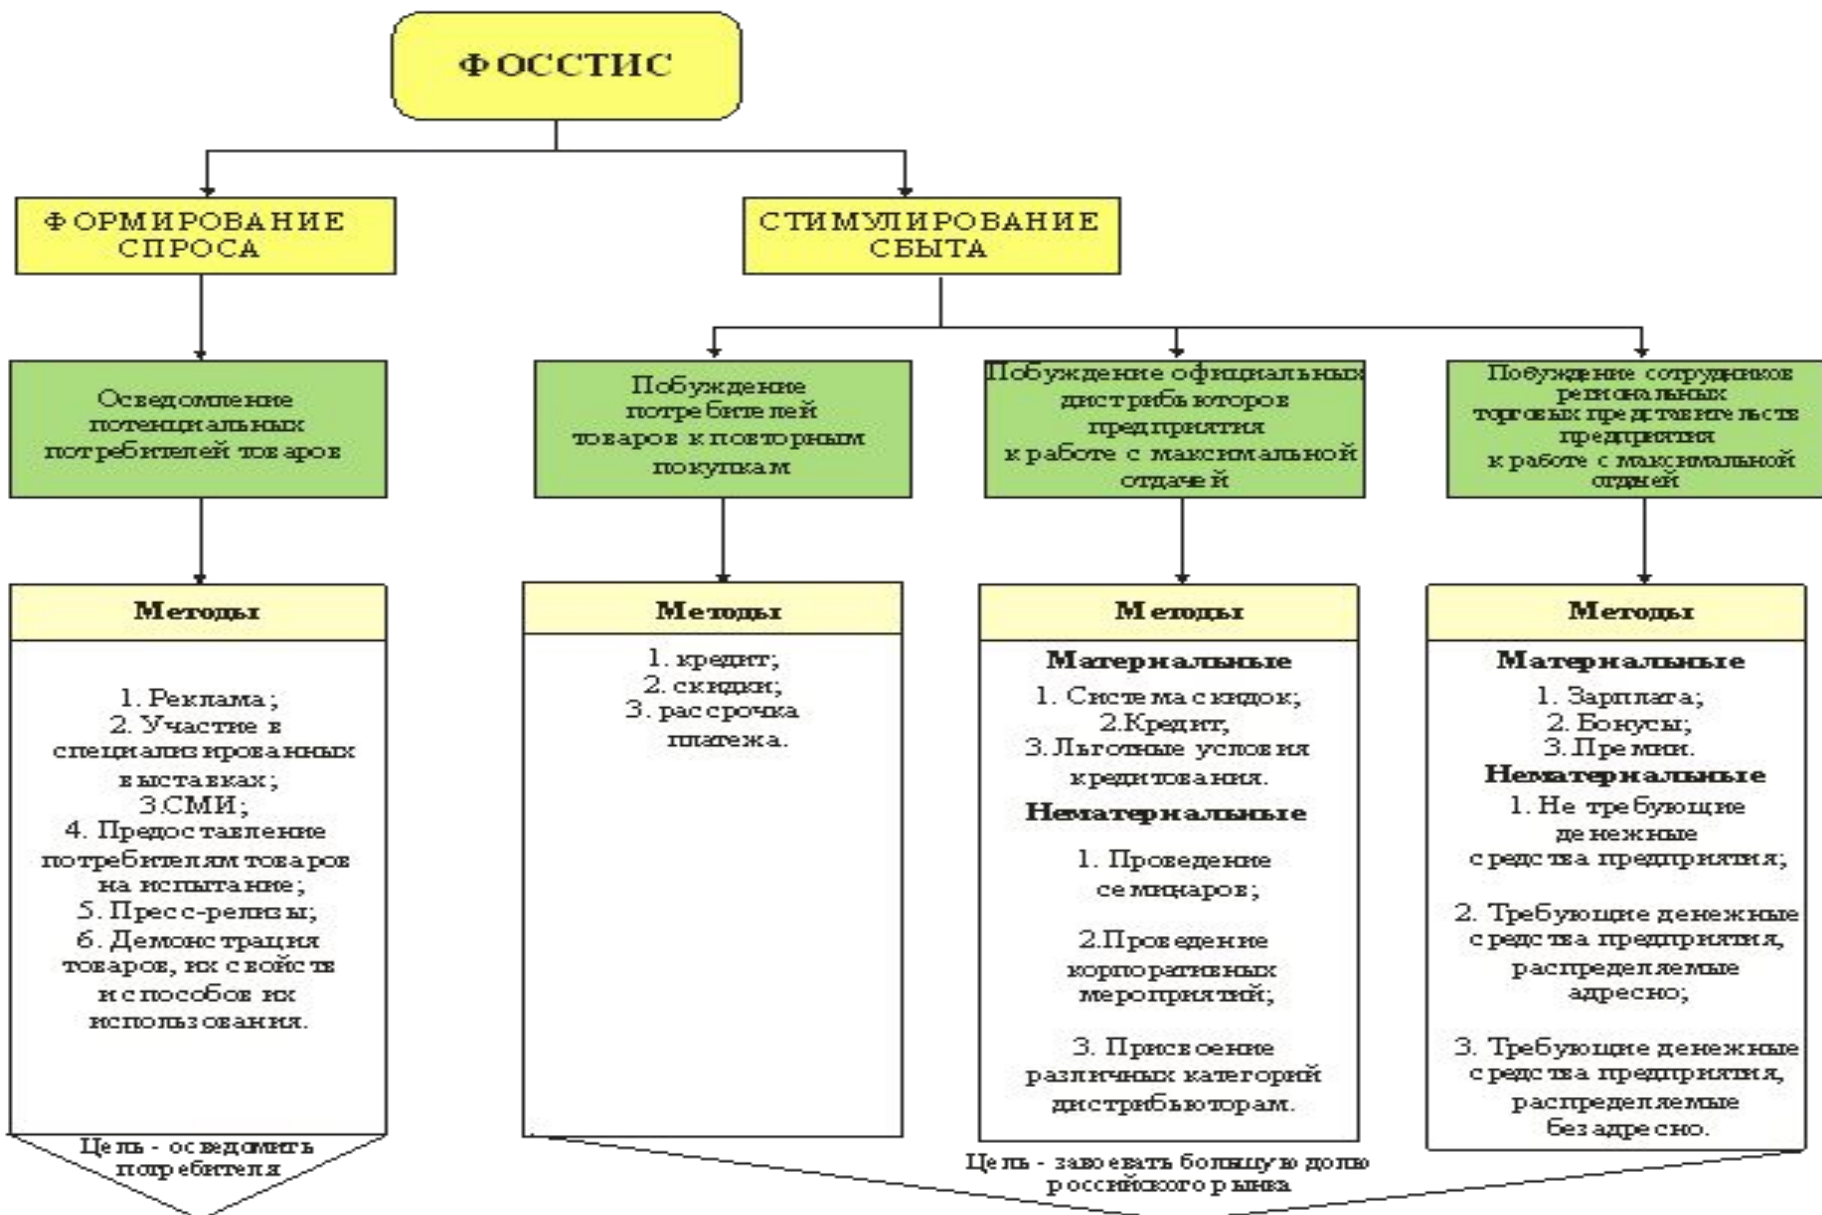 ФОССТИС
ФОРМИРОВАНИЕ
СПРОСА
СТИМУЛИРОВАНИЕ
СБЫТА
Осведомление
потенциальных
потребителей товаров
Побуждение
потребителей
товаров к повторным
покупкам
Побуждение официальных
дистрибьюторов
предприятия
к работе с максимальной
отдачей
Побуждение сотрудников
региональных
торговых представительств
предприятия
к работе с максимальной
отдачей
Методы
1. Реклама;
2. Участие в
специализированных
выставках;
3.СМИ;
4. Предоставление
потребителям товаров
на испытание;
5. Пресс-релизы;
6. Демонстрация
товаров, их свойств
и способов их
использования.
Цель - осведомить
потребителя
Методы
1. кредит;
2. скидки;
3. рассрочка
платежа.
Методы
Материальные
1. Система скидок;
2.Кредит;
3. Льготные условия
кредитования.
Нематериальные
1. Проведение
семинаров;
2.Проведение
корпоративных
мероприятий;
3. Присвоение
различных категорий
дистрибьюторам.
Методы
Материальные
1. Зарплата;
2. Бонусы;
3. Премии.
Нематериальные
1. Не требующие
денежные
средства предприятия;
2. Требующие денежные
средства предприятия,
распределяемые
адресно;
3. Требующие денежные
средства предприятия,
распределяемые
безадресно.
Цель - завоевать большую долю
российского рынка